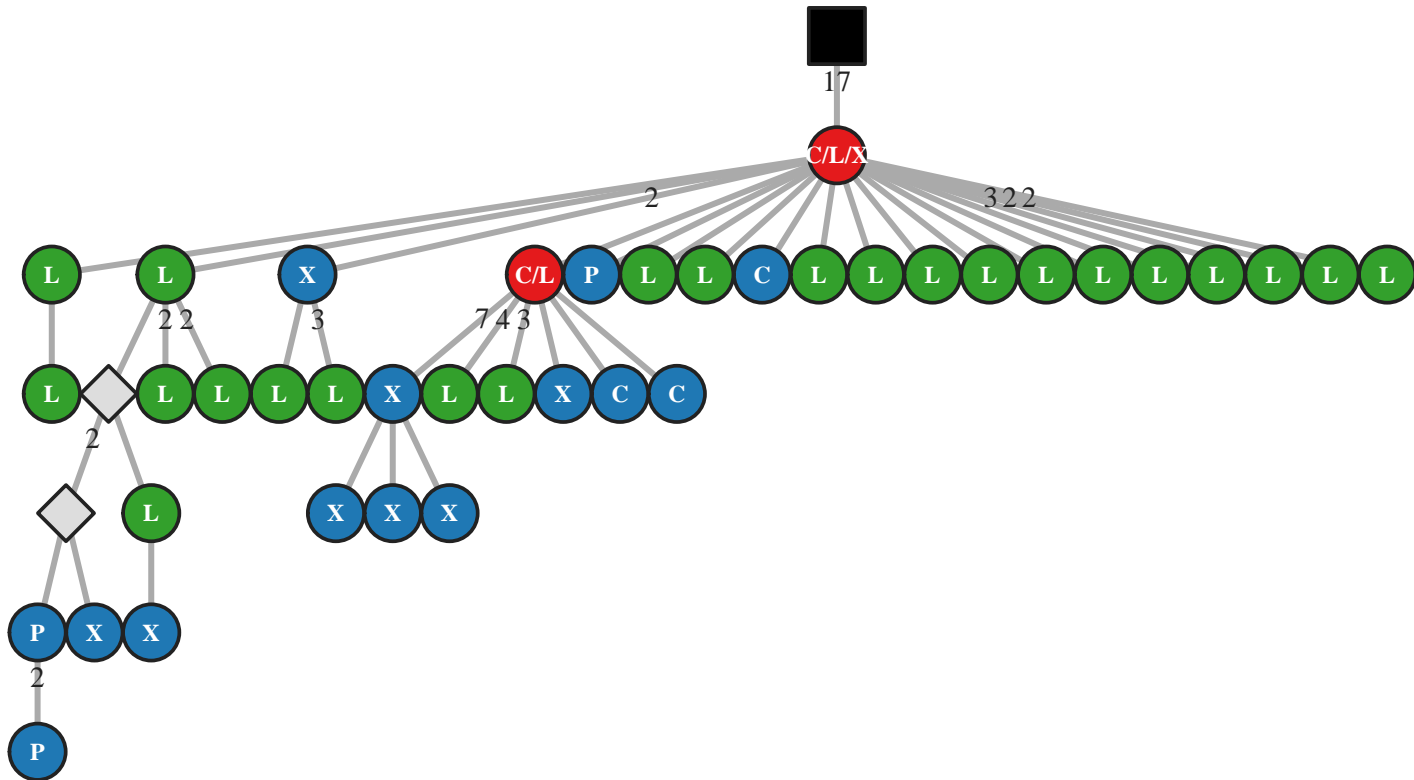 17
C/L/X
2 3 2 2
L L X C/L P L L C L L L L L L L L L L L
2 2 3 7 4 3
L L L L L X L L X C C
2
L X X X
P X X
2
P